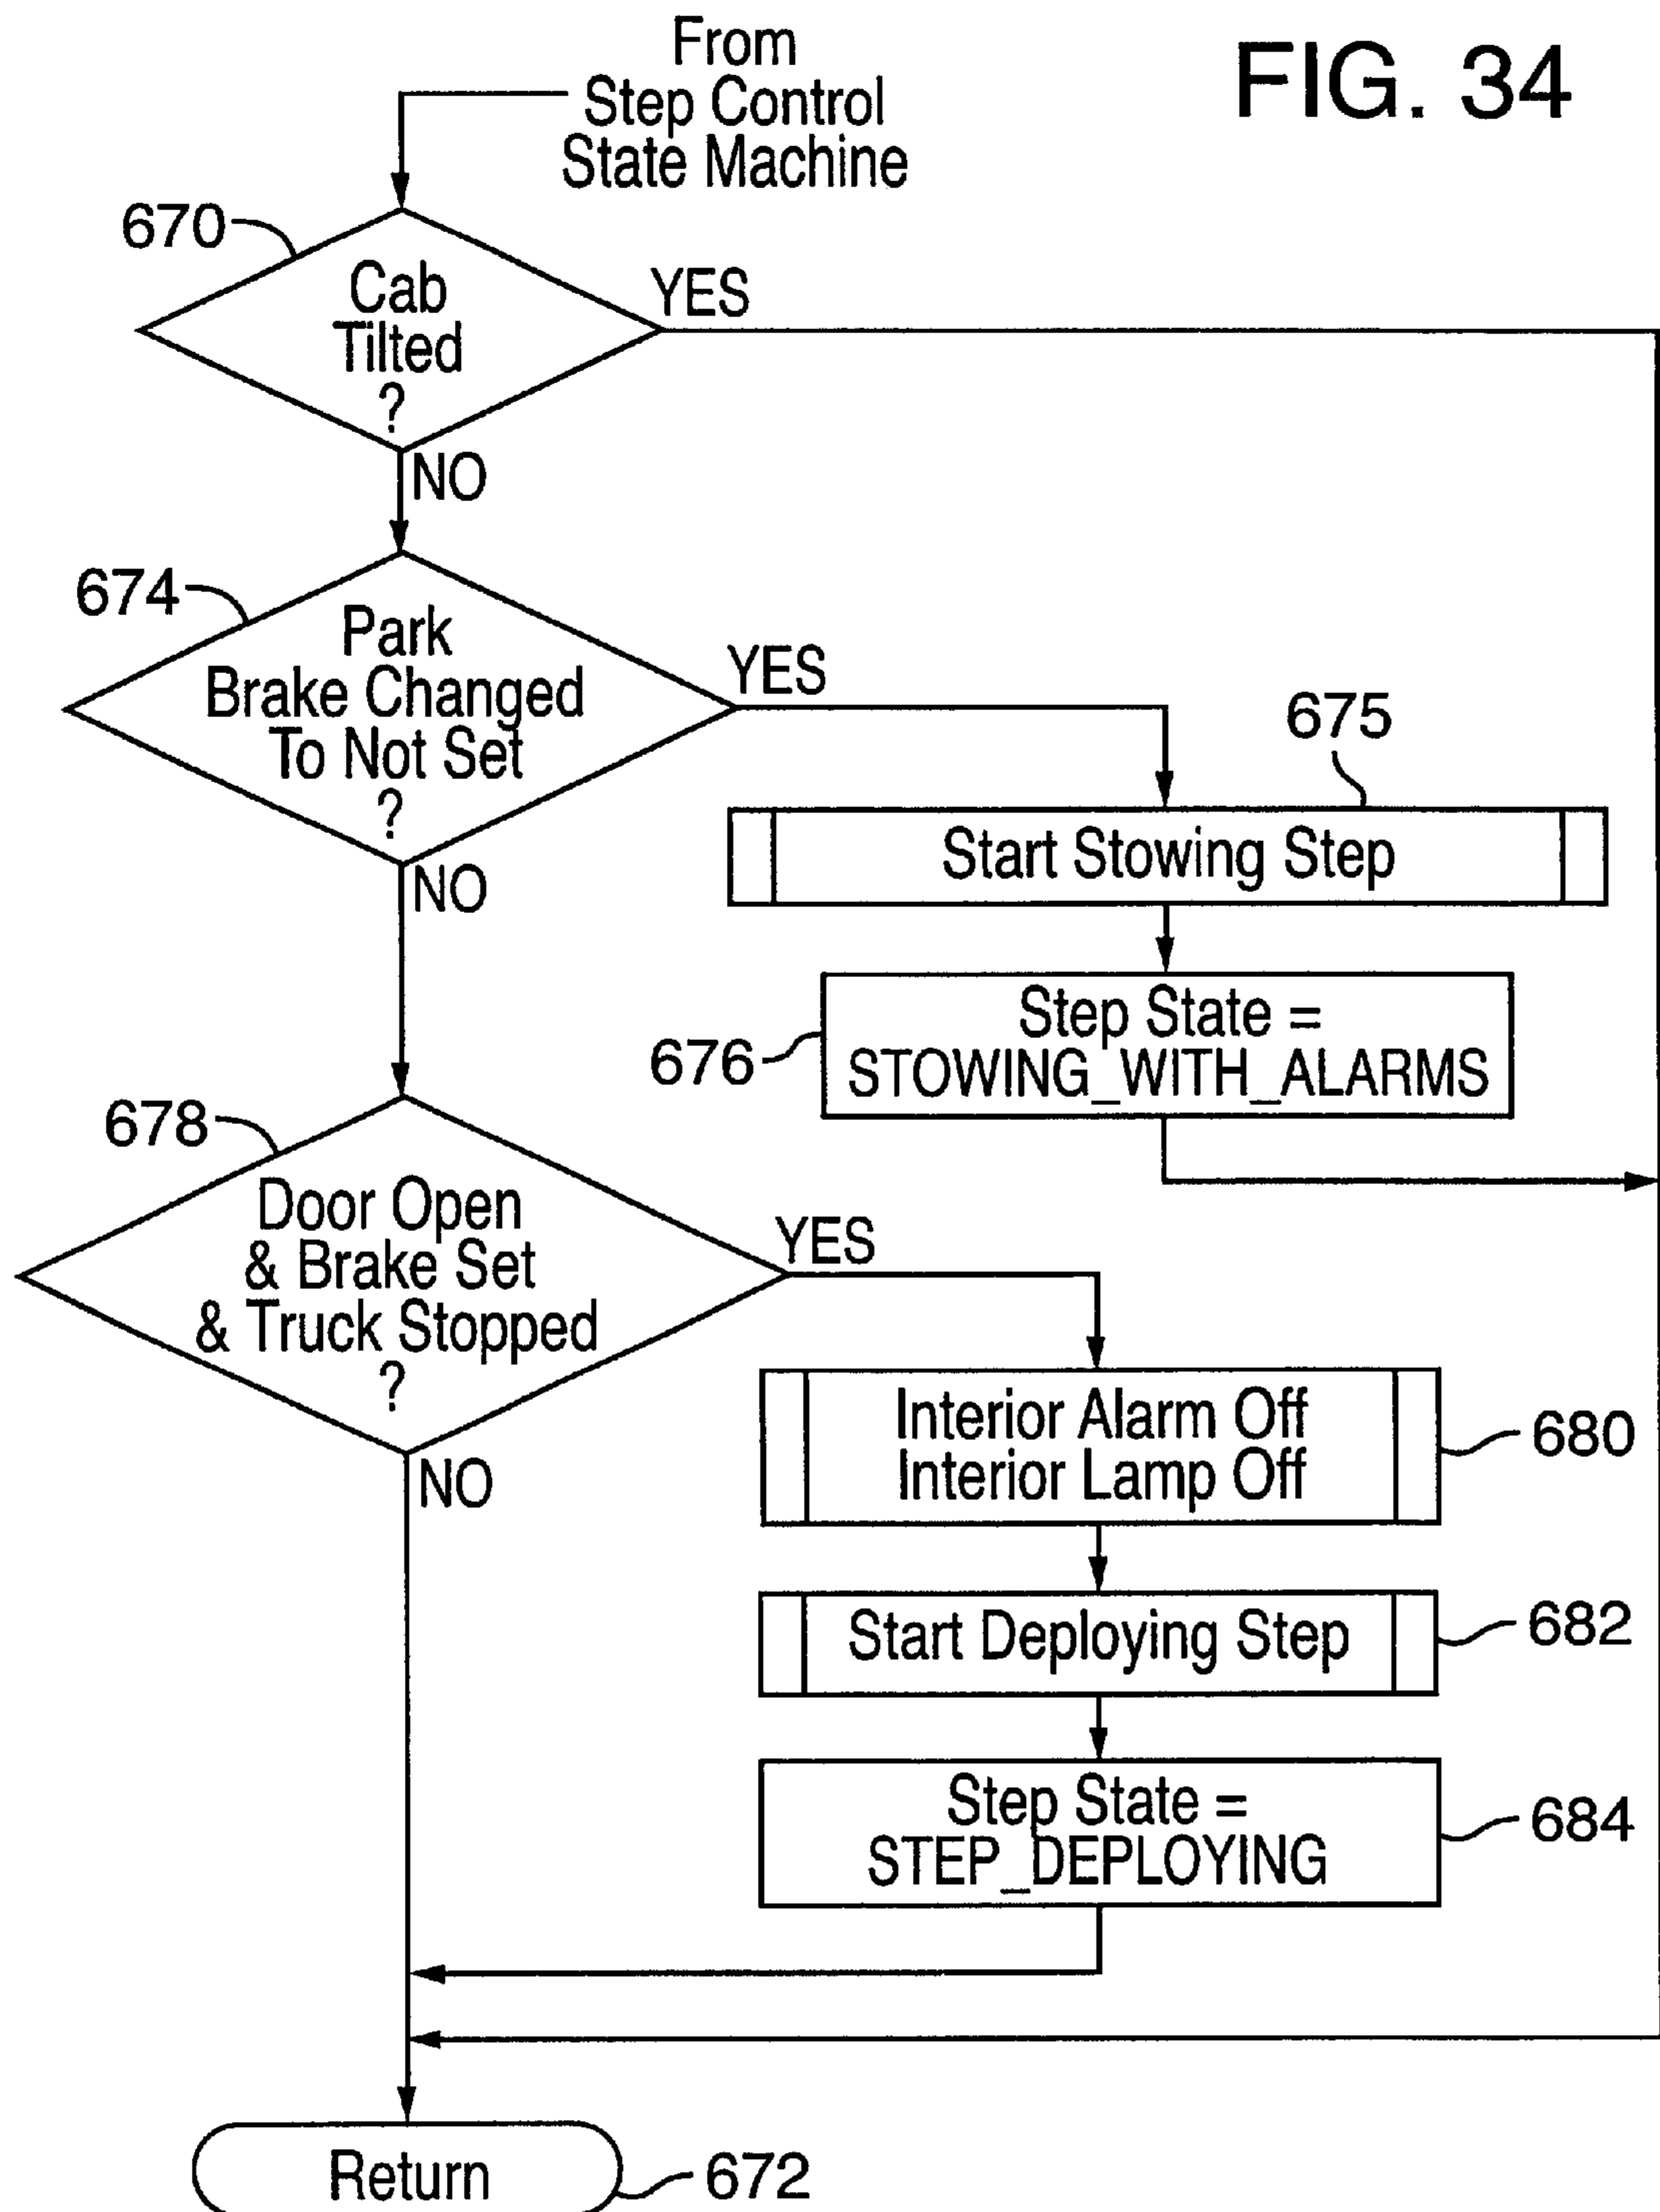 From
Step Control
State Machine
FIG. 34
670
Cab
Tilted
?
YES
NO
674
Park
Brake Changed
To Not Set
?
YES
NO
675
Start Stowing Step
676
Step State =
STOWING_WITH_ALARMS
678
Door Open
& Brake Set
& Truck Stopped
?
YES
NO
Interior Alarm Off
Interior Lamp Off
680
Start Deploying Step
682
Step State =
STEP_DEPLOYING
684
Return
672